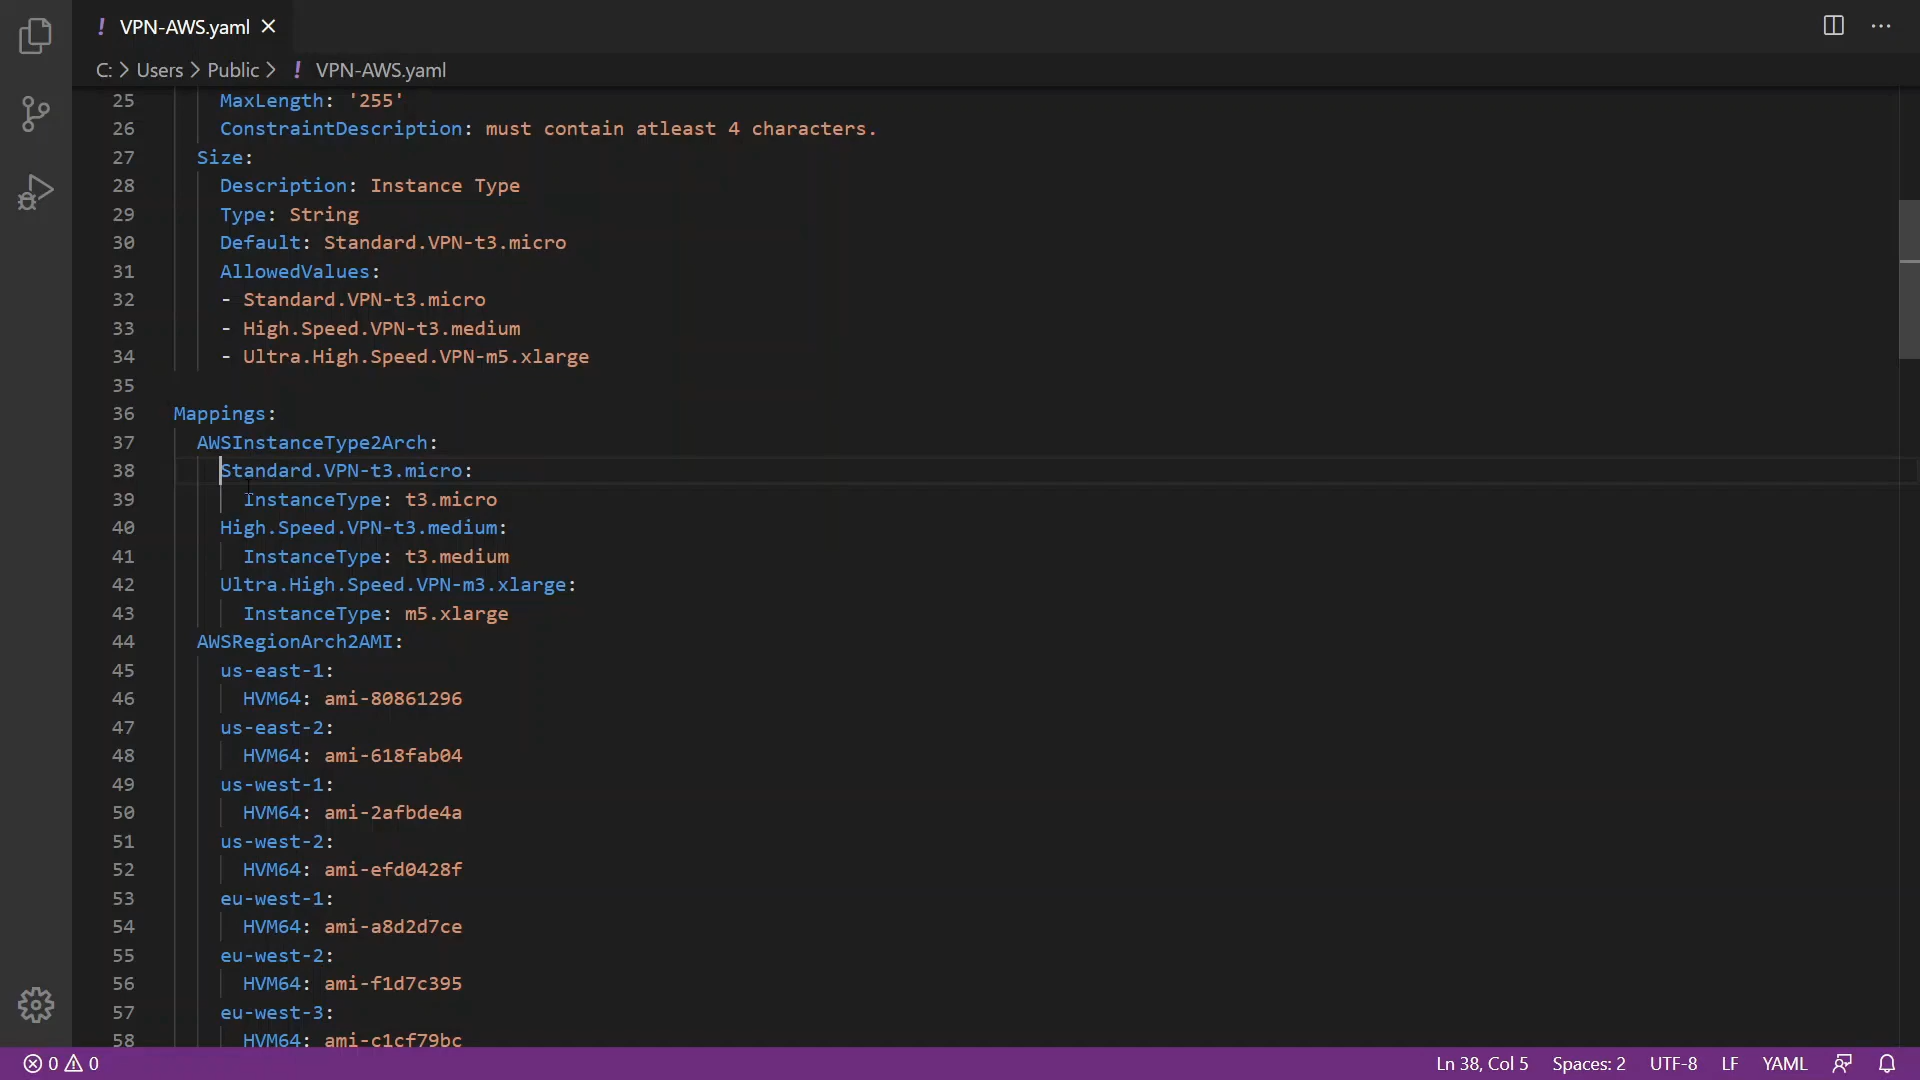 ! VPN-AWS.yaml ×
C: > Users > Public > ! VPN-AWS.yaml
25 MaxLength: '255'
26 ConstraintDescription: must contain atleast 4 characters.
27 Size:
28 Description: Instance Type
29 Type: String
30 Default: Standard.VPN-t3.micro
31 AllowedValues:
32 - Standard.VPN-t3.micro
33 - High.Speed.VPN-t3.medium
34 - Ultra.High.Speed.VPN-m5.xlarge
35
36 Mappings:
37 AWSInstanceType2Arch:
38 Standard.VPN-t3.micro:
39 InstanceType: t3.micro
40 High.Speed.VPN-t3.medium:
41 InstanceType: t3.medium
42 Ultra.High.Speed.VPN-m3.xlarge:
43 InstanceType: m5.xlarge
44 AWSRegionArch2AMI:
45 us-east-1:
46 HVM64: ami-80861296
47 us-east-2:
48 HVM64: ami-618fab04
49 us-west-1:
50 HVM64: ami-2afbde4a
51 us-west-2:
52 HVM64: ami-efd0428f
53 eu-west-1:
54 HVM64: ami-a8d2d7ce
55 eu-west-2:
56 HVM64: ami-f1d7c395
57 eu-west-3:
58 HVM64: ami-c1cf79bc
0 0 Ln 38, Col 5 Spaces: 2 UTF-8 LF YAML